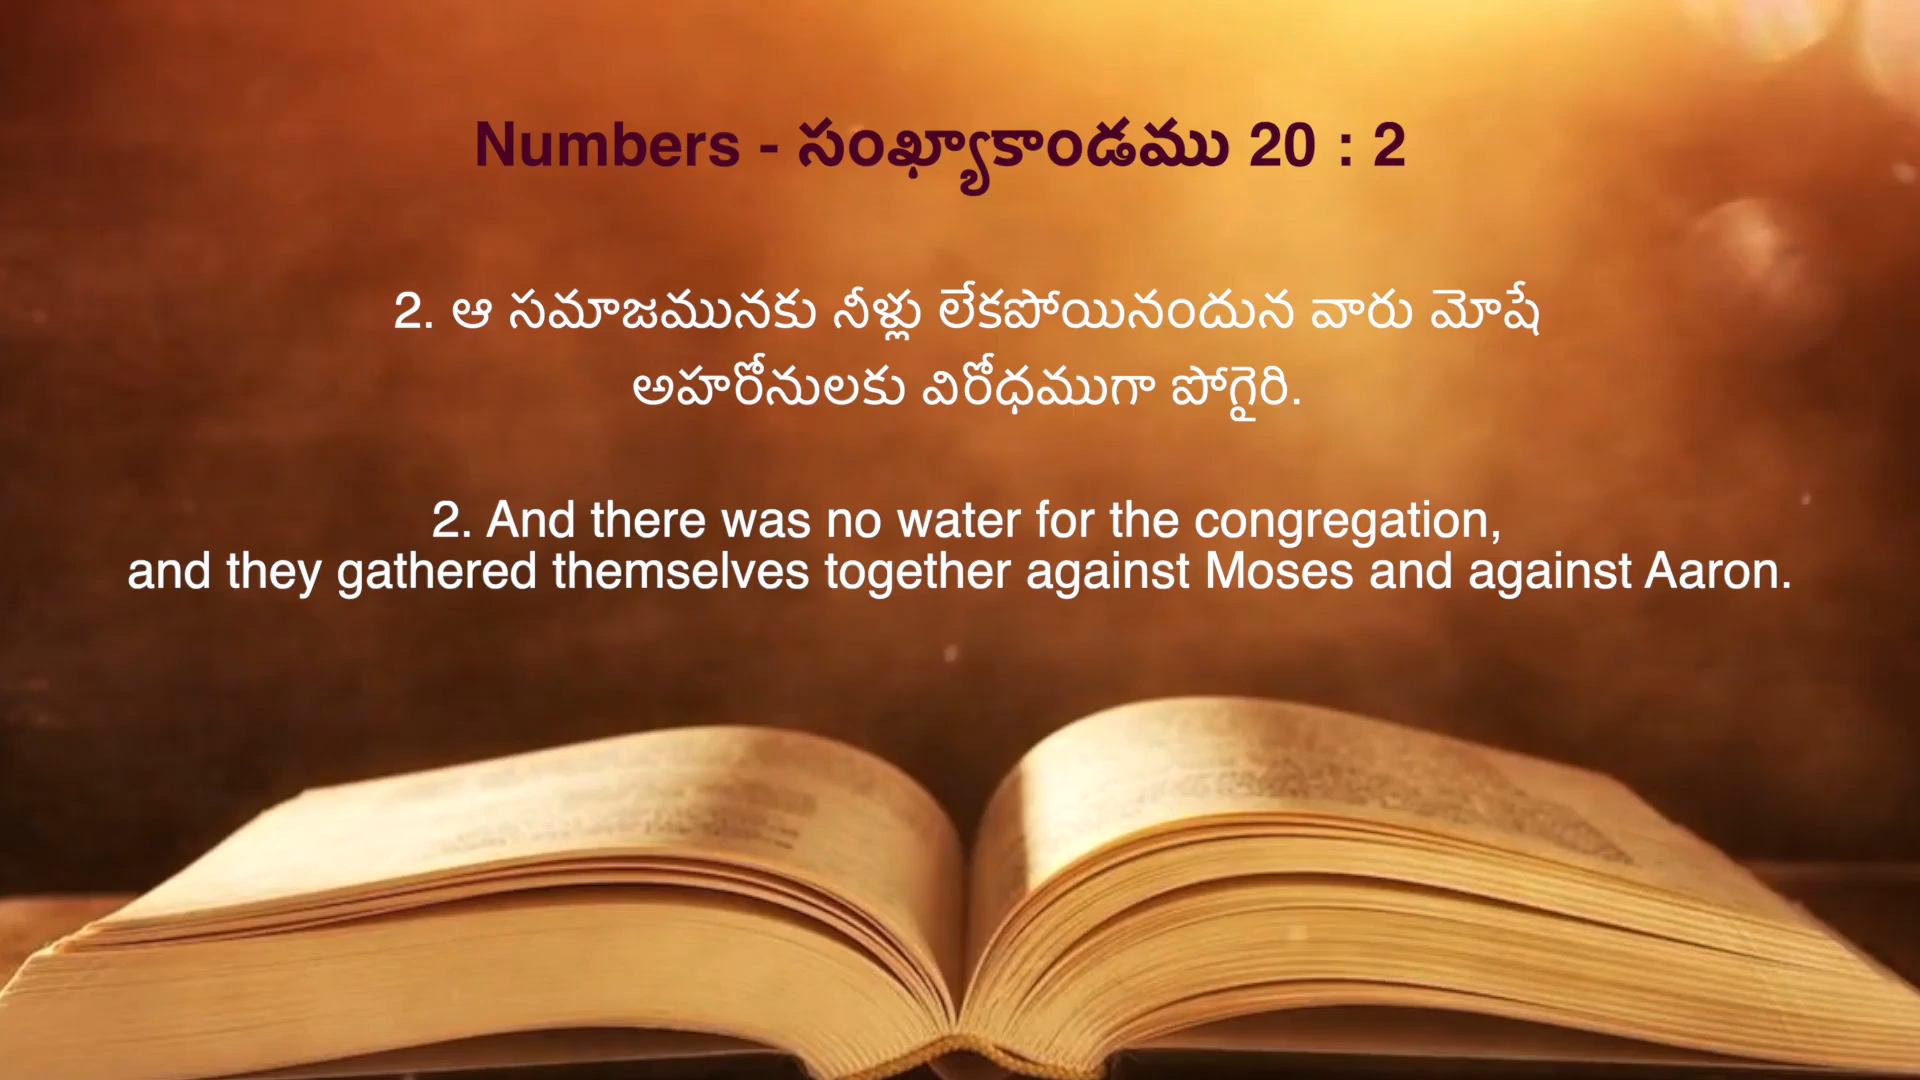 Numbers - సంఖ్యాకాండము 20 : 2
2. ఆ సమాజమునకు నీళ్లు లేకపోయినందున వారు మోషే
అహరోనులకు విరోధముగా పోగైరి.
2. And there was no water for the congregation,
and they gathered themselves together against Moses and against Aaron.